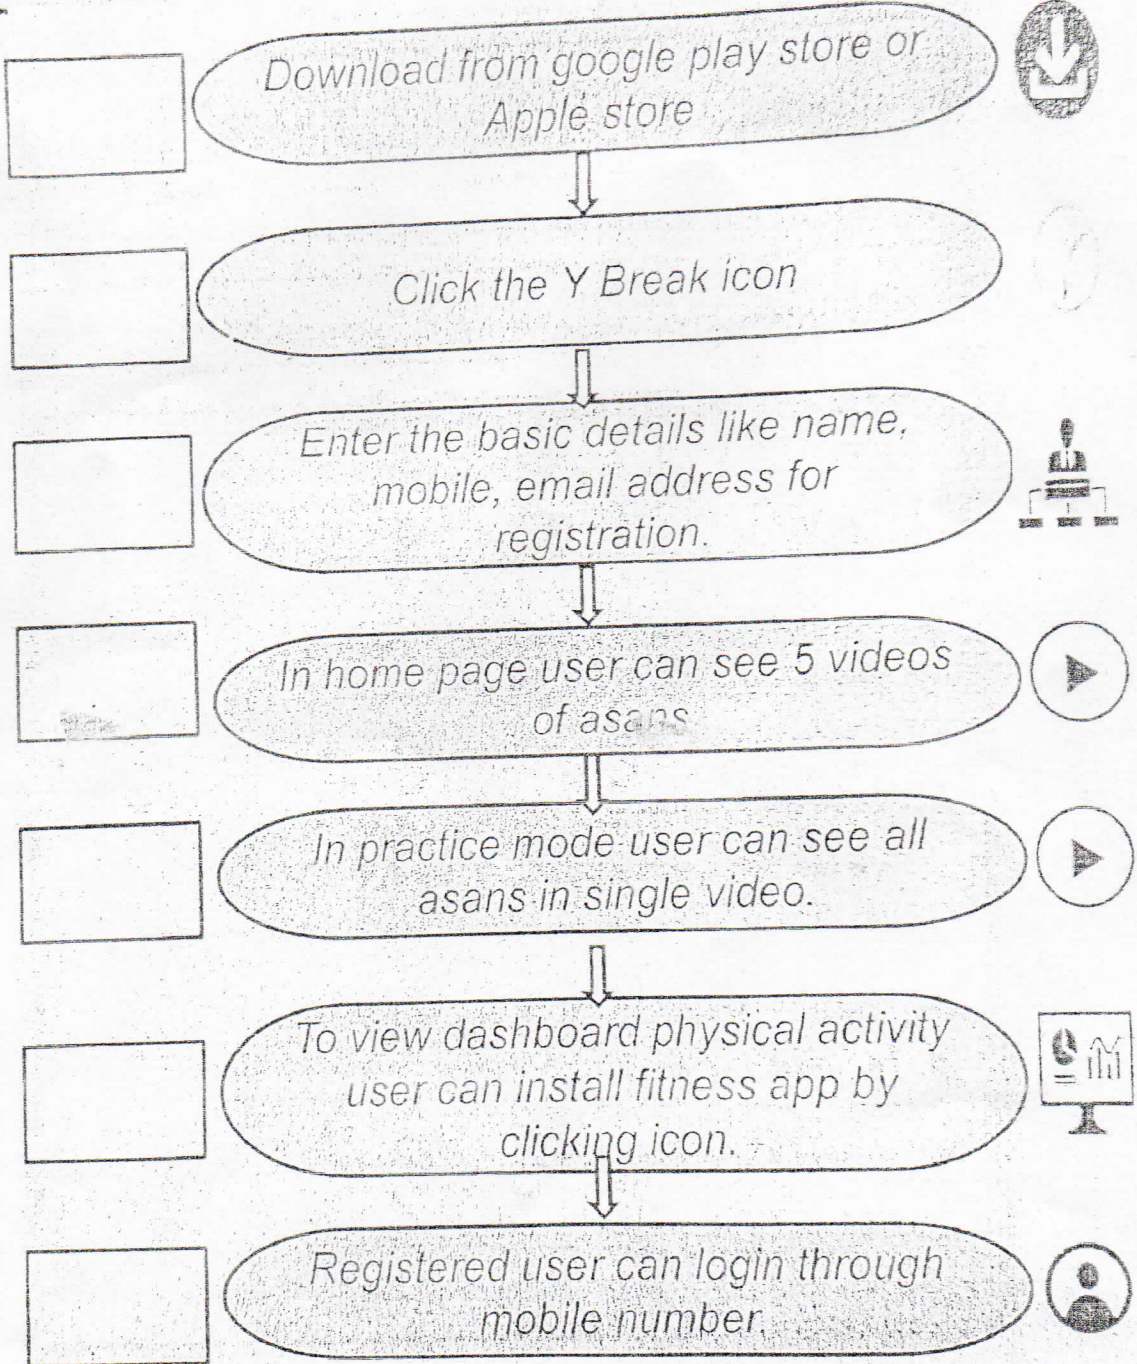 Download from google play store or
Apple store
Click the Y Break icon
Enter the basic details like name,
mobile, email address for
registration.
In home page user can see 5 videos
of asans
In practice mode user can see all
asans in single video.
To view dashboard physical activity
user can install fitness app by
clicking icon.
Registered user can login through
mobile number.